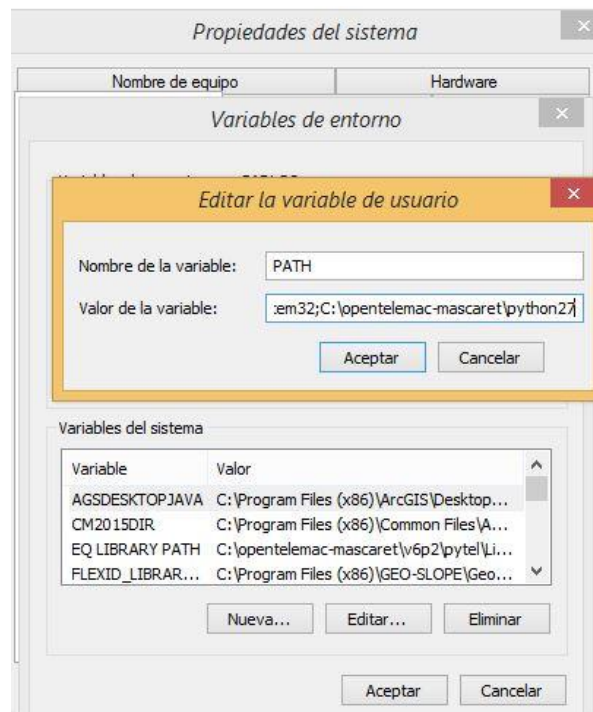 Propiedades del sistema
Nombre de equipo Hardware
Variables de entorno
Editar la variable de usuario
Nombre de la variable: PATH
Valor de la variable: :em32;C:\opentelemac-mascaret\python27
Aceptar Cancelar
Variables del sistema
Variable Valor
AGSDESKTOPJAVA C:\Program Files (x86)\ArcGIS\Desktop...
CM2015DIR C:\Program Files (x86)\Common Files\A...
EQ LIBRARY PATH C:\opentelemac-mascaret\v6p2\pytel\Li...
FLEXID_LIBRAR... C:\Program Files (x86)\GEO-SLOPE\Geo...
Nueva... Editar... Eliminar
Aceptar Cancelar